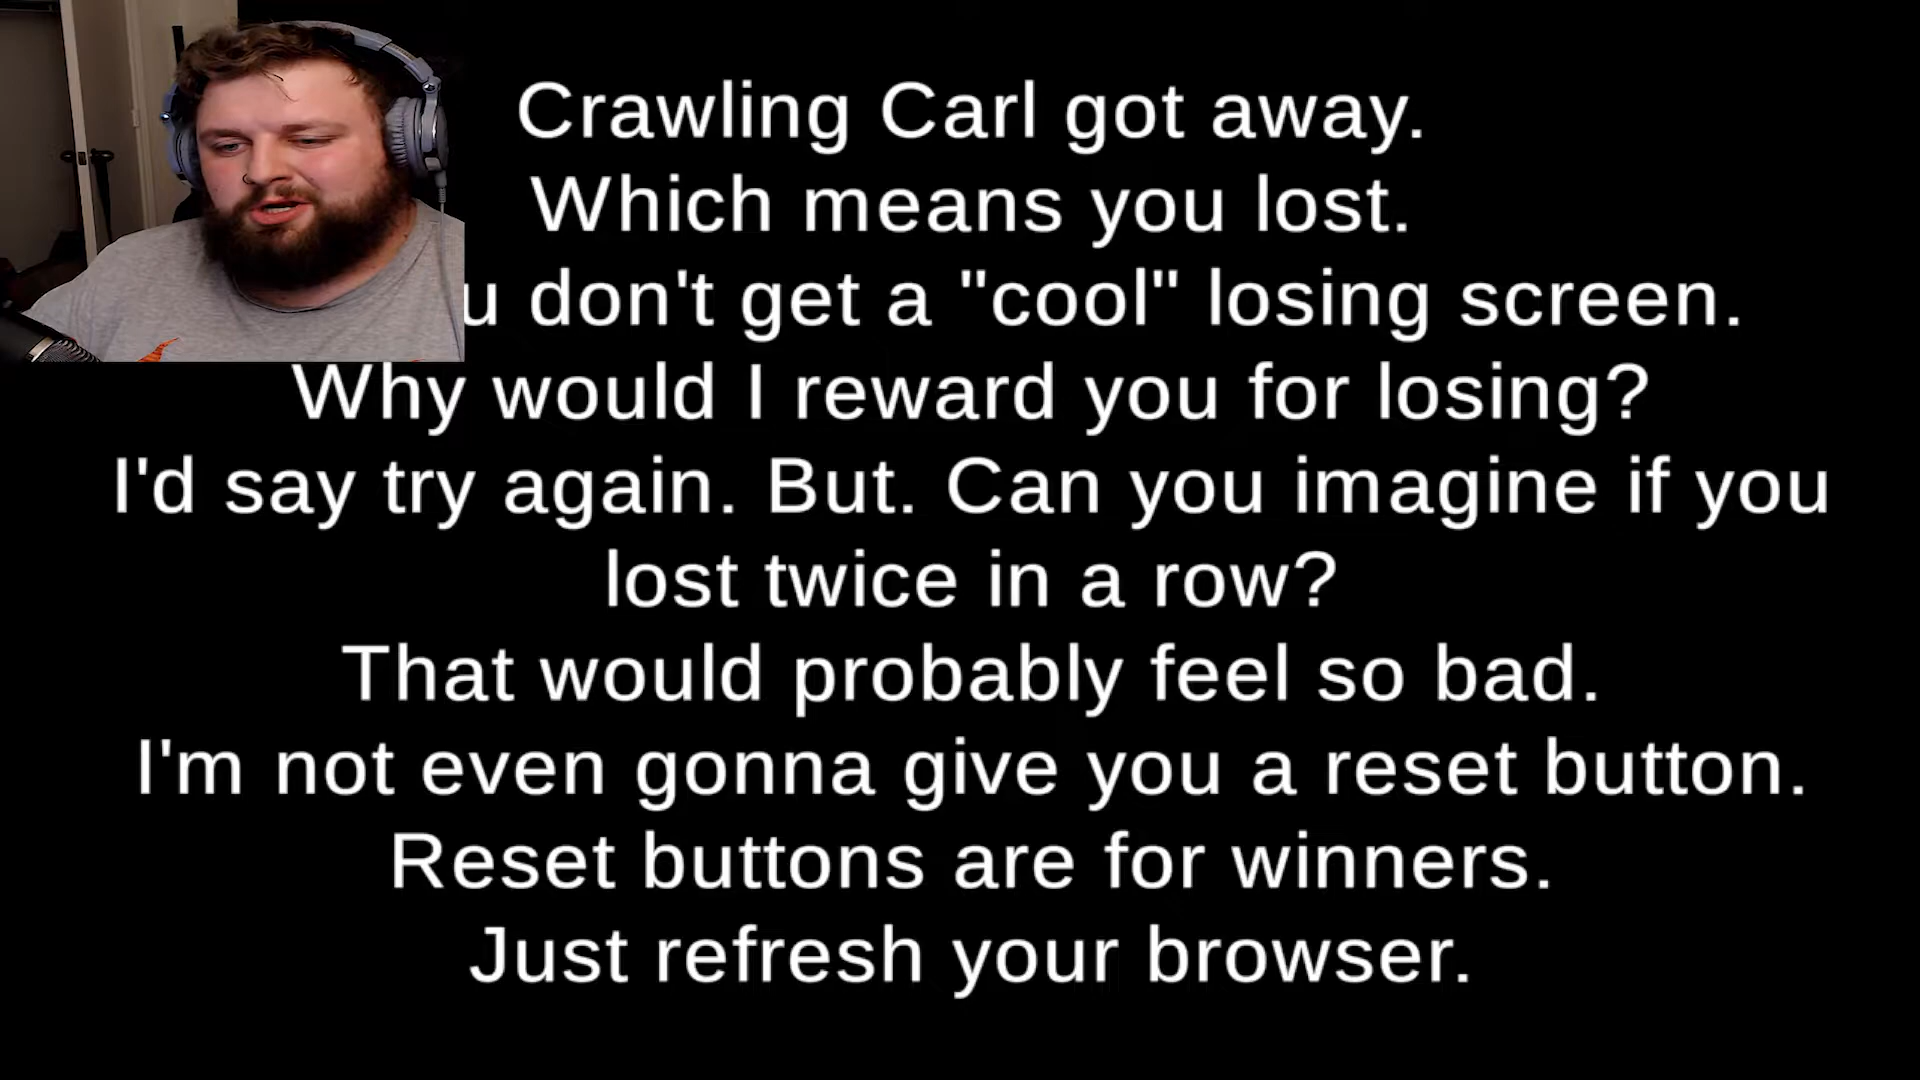 Crawling Carl got away.
Which means you lost.
don't get a "cool" losing screen.
Why would I reward you for losing?
I'd say try again. But. Can you imagine if you
lost twice in a row?
That would probably feel so bad.
I'm not even gonna give you a reset button.
Reset buttons are for winners.
Just refresh your browser.